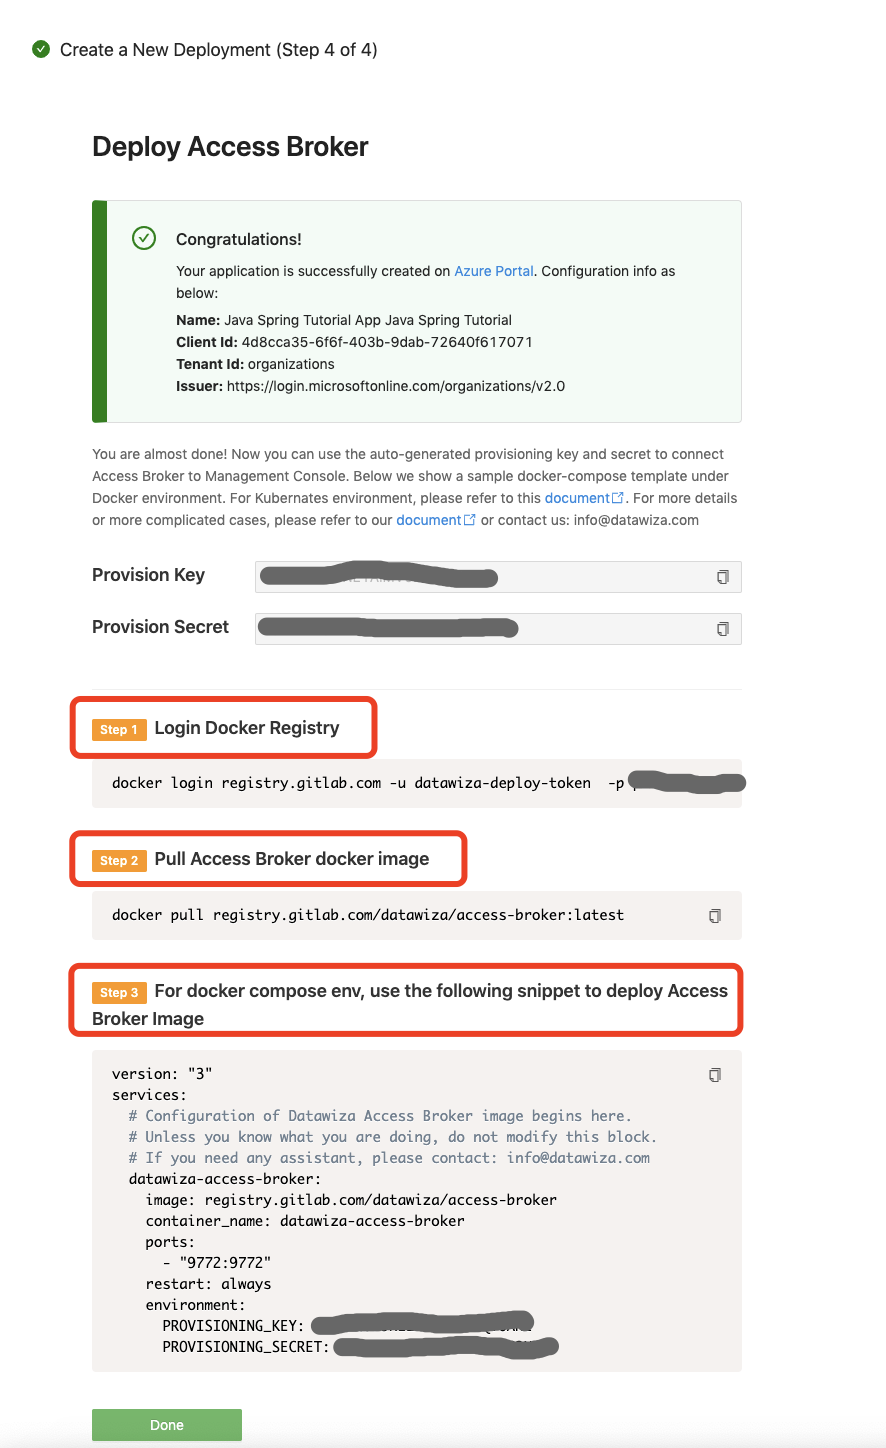 Create a New Deployment (Step 4 of 4)
Deploy Access Broker
Congratulations!
Your application is successfully created on Azure Portal. Configuration info as
below:
Name: Java Spring Tutorial App Java Spring Tutorial
Client Id: 4d8cca35-6f6f-403b-9dab-72640f617071
Tenant Id: organizations
Issuer: https://login.microsoftonline.com/organizations/v2.0
You are almost done! Now you can use the auto-generated provisioning key and secret to connect
Access Broker to Management Console. Below we show a sample docker-compose template under
Docker environment. For Kubernates environment, please refer to this document. For more details
or more complicated cases, please refer to our document or contact us: info@datawiza.com
Provision Key
Provision Secret
Step 1 Login Docker Registry
docker login registry.gitlab.com -u datawiza-deploy-token -p
Step 2 Pull Access Broker docker image
docker pull registry.gitlab.com/datawiza/access-broker:latest
Step 3 For docker compose env, use the following snippet to deploy Access
Broker Image
version: "3"
services:
# Configuration of Datawiza Access Broker image begins here.
# Unless you know what you are doing, do not modify this block.
# If you need any assistant, please contact: info@datawiza.com
datawiza-access-broker:
image: registry.gitlab.com/datawiza/access-broker
container_name: datawiza-access-broker
ports:
- "9772:9772"
restart: always
environment:
PROVISIONING_KEY:
PROVISIONING_SECRET:
Done